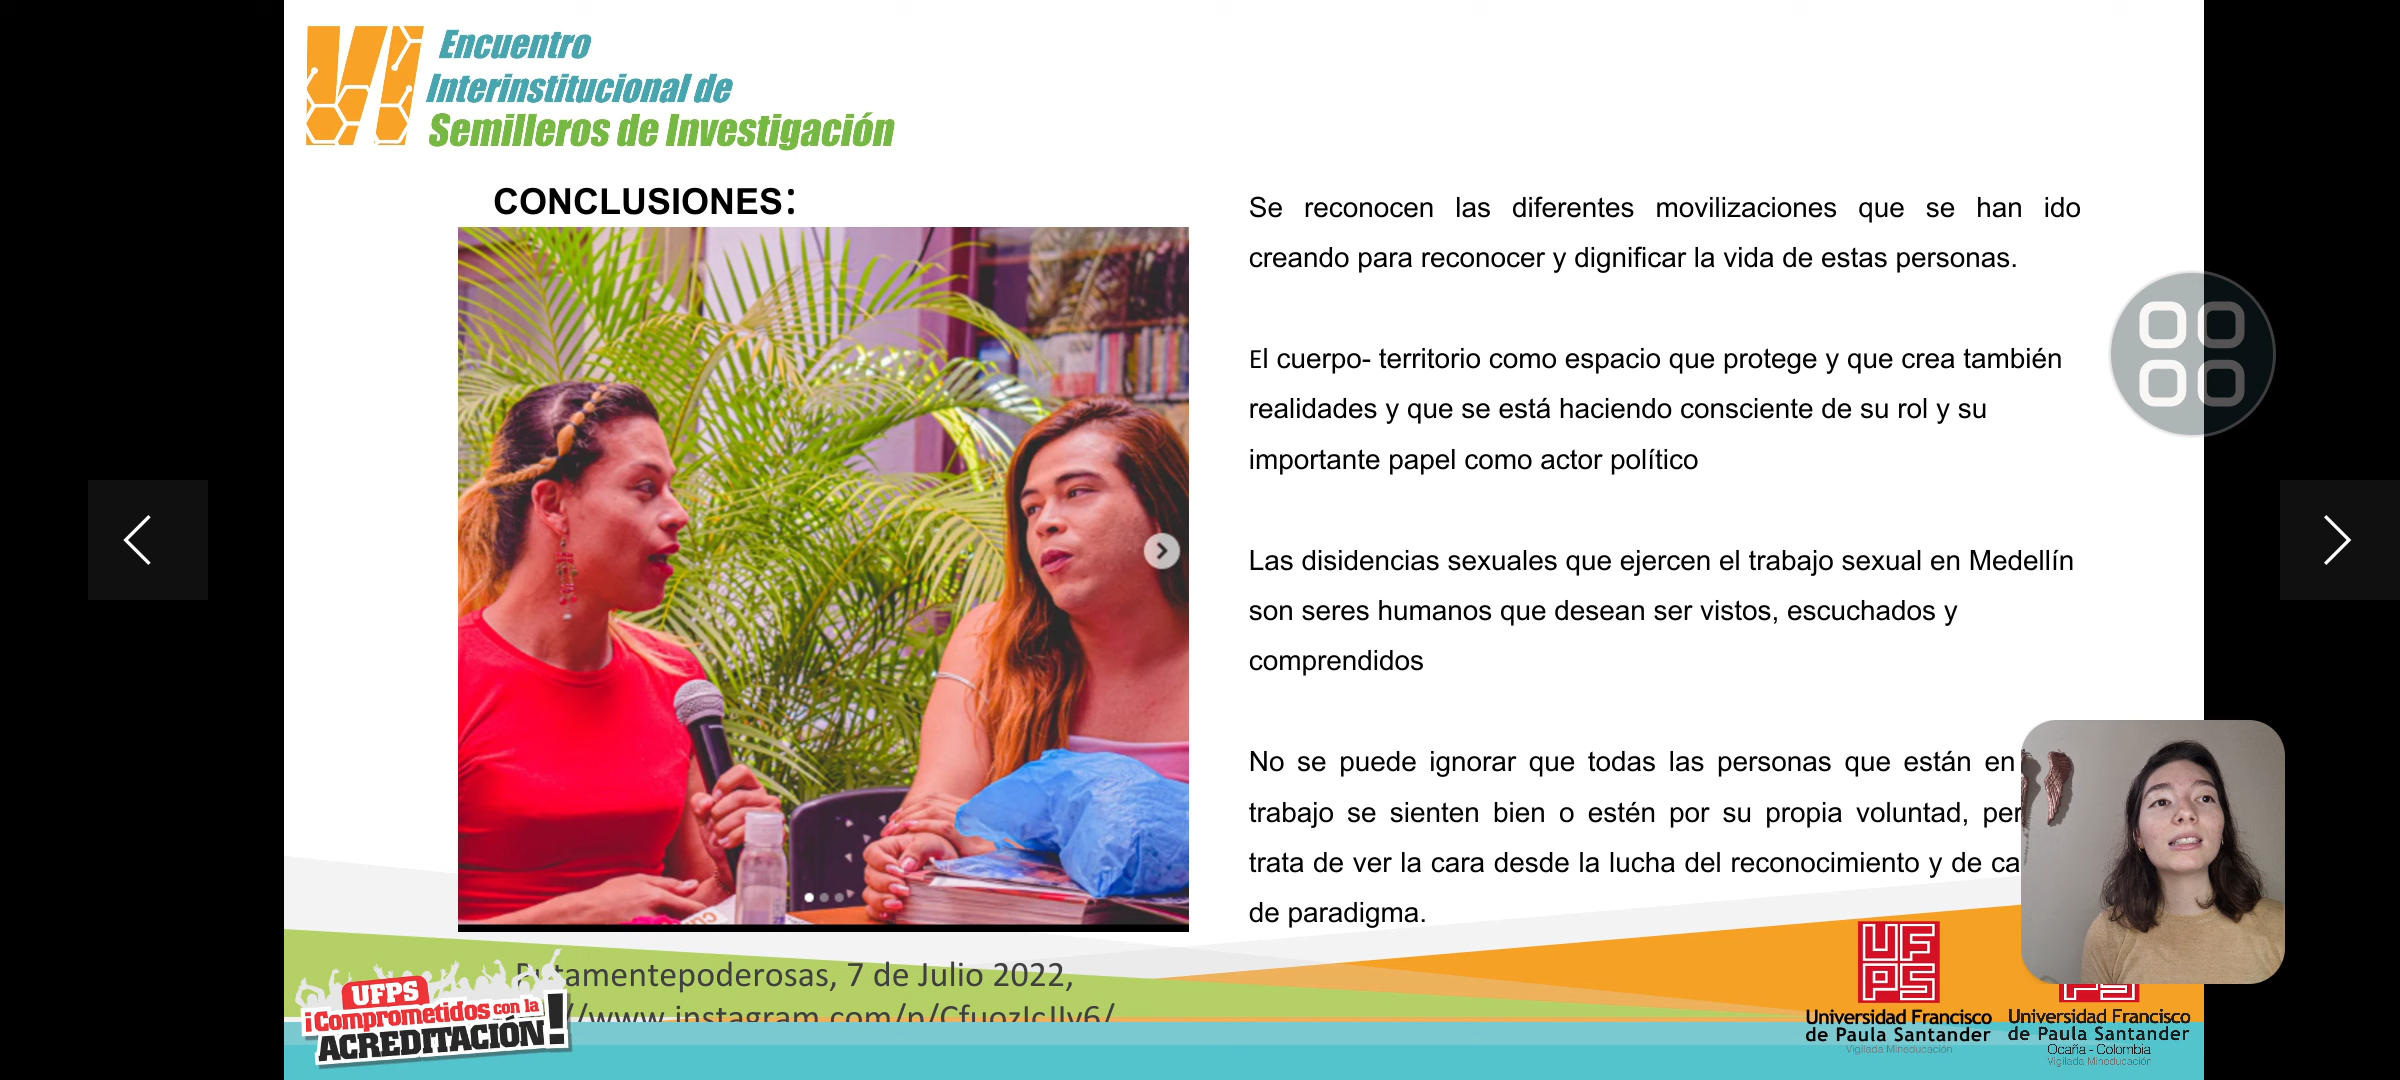 Encuentro
Interinstitucional de
Semilleros de Investigación
CONCLUSIONES:
Se reconocen las diferentes movilizaciones que se han ido
creando para reconocer y dignificar la vida de estas personas.
El cuerpo- territorio como espacio que protege y que crea también
realidades y que se está haciendo consciente de su rol y su
importante papel como actor político
Las disidencias sexuales que ejercen el trabajo sexual en Medellín
son seres humanos que desean ser vistos, escuchados y
comprendidos
No se puede ignorar que todas las personas que están en
trabajo se sienten bien o estén por su propia voluntad,
trata de ver la cara desde la lucha del reconocimiento y de
de paradigma.
7 de Julio 2022,
UFPS
¡Comprometidos con la
ACREDITACIÓN!
UFPS
Universidad Francisco
de Paula Santander
Vigilada Mineducación
Universidad Francisco
de Paula Santander
Ocaña - Colombia
Vigilada Mineducación